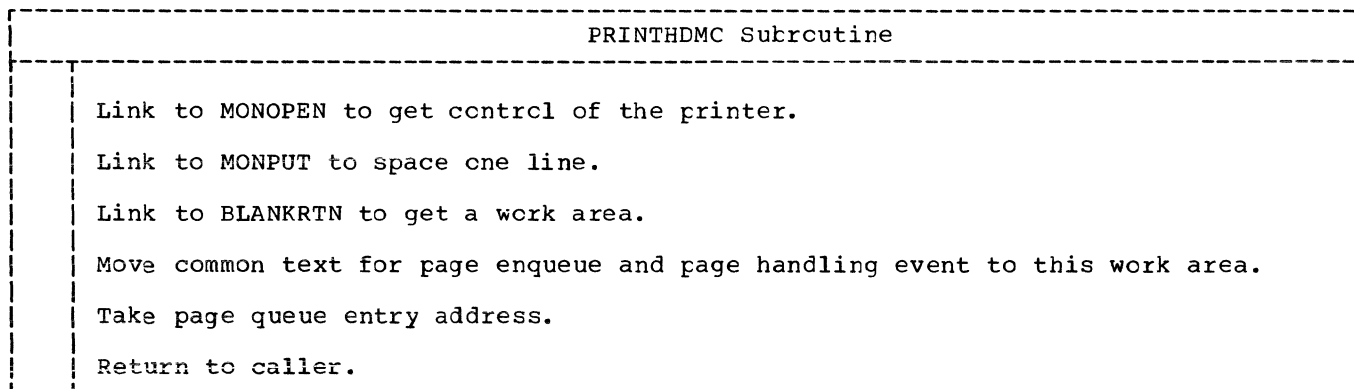 PRINTHDMC Subrcutine
Link to MONOPEN to get ccntrcl of the printer.
Link to MONPUT to space one line.
Link to BLANKRTN to get a wcrk area.
Move common text for page enqueue and page handling event to this work area.
Take page queue entry address.
Return to caller.